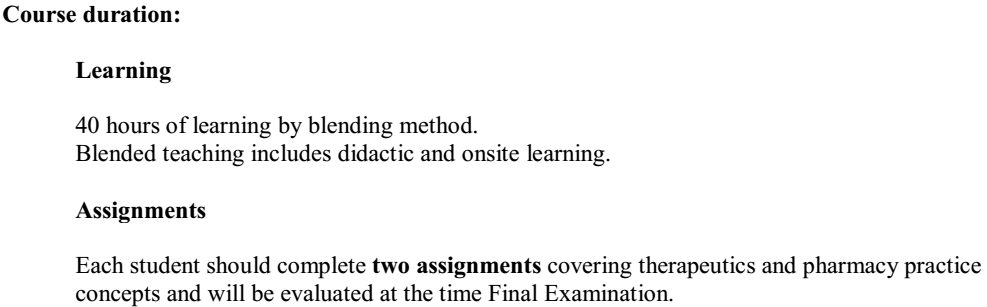 Course duration:
Learning
40 hours of learning by blending method.
Blended teaching includes didactic and onsite learning.
Assignments
Each student should complete two assignments covering therapeutics and pharmacy practice
concepts and will be evaluated at the time Final Examination.